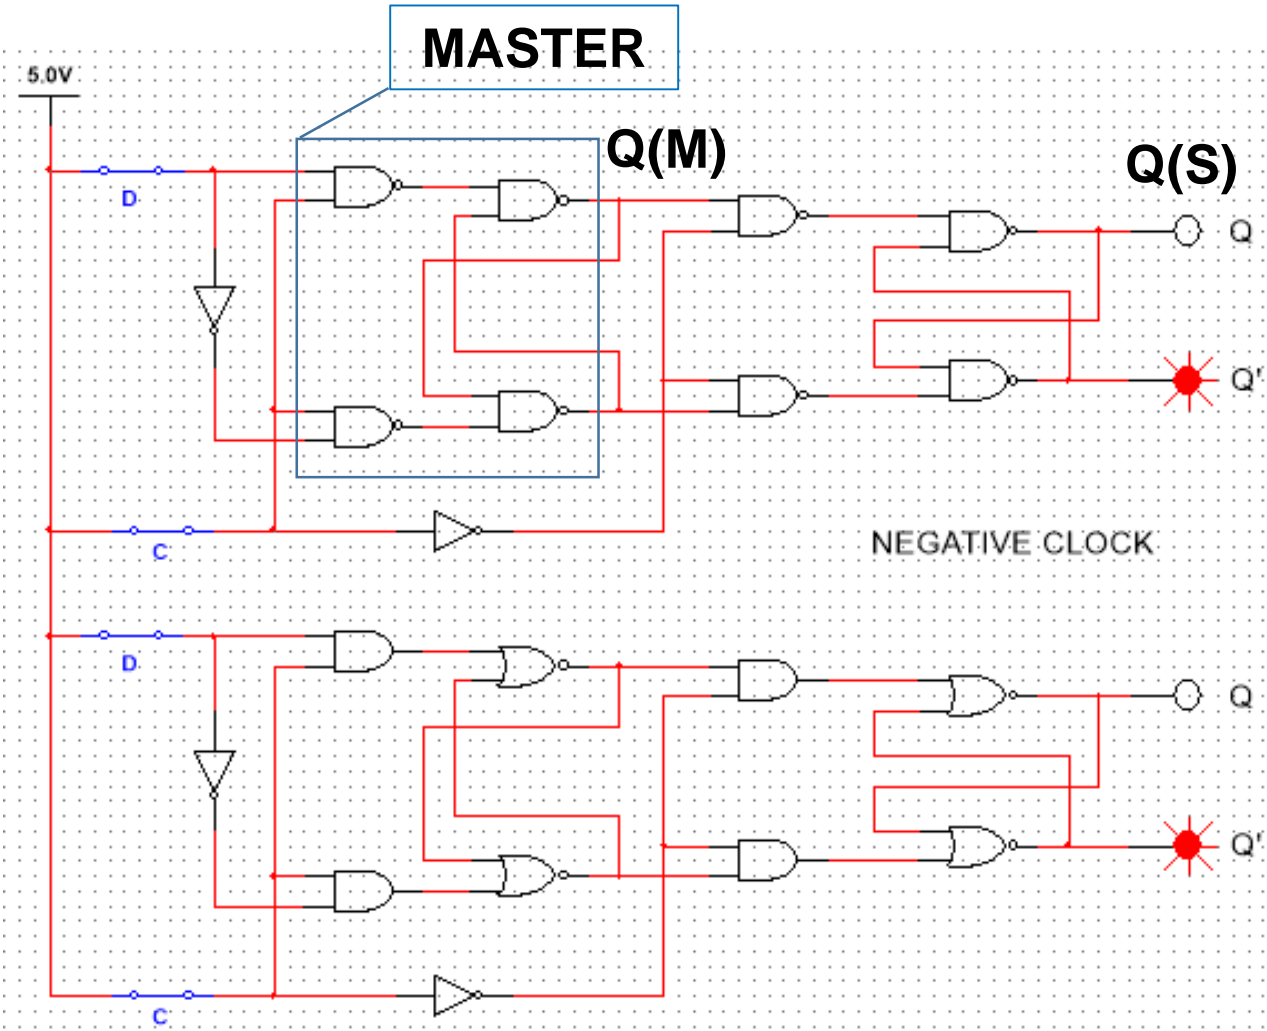 MASTER
5.0V
Q(M)
Q(S)
D
Q
Q'
C
NEGATIVE CLOCK
D
Q
Q'
C